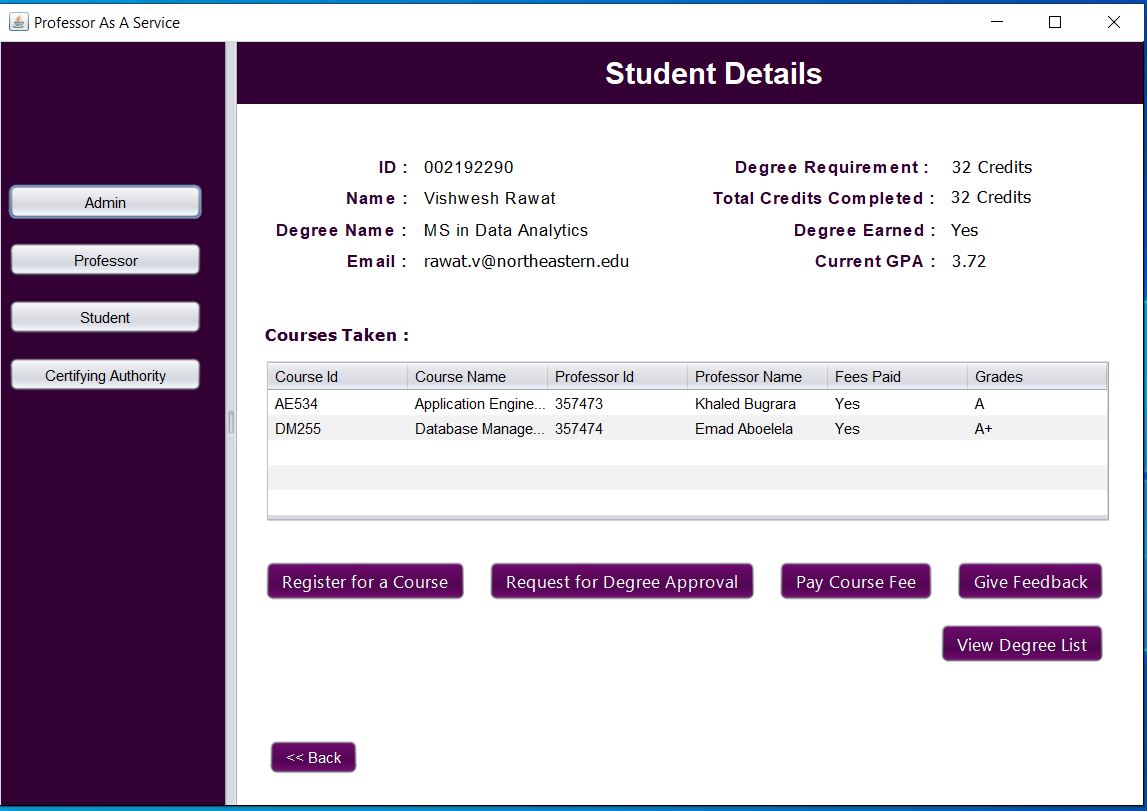 Professor As A Service
Student Details
Admin
Professor
Student
Certifying Authority
ID : 002192290
Name : Vishwesh Rawat
Degree Name : MS in Data Analytics
Email : rawat.v@northeastern.edu
Degree Requirement : 32 Credits
Total Credits Completed : 32 Credits
Degree Earned : Yes
Current GPA : 3.72
Courses Taken :
Course Id Course Name Professor Id Professor Name Fees Paid Grades
AE534 Application Engine... 357473 Khaled Bugrara Yes A
DM255 Database Manage... 357474 Emad Aboelela Yes A+
Register for a Course Request for Degree Approval Pay Course Fee Give Feedback
View Degree List
<< Back